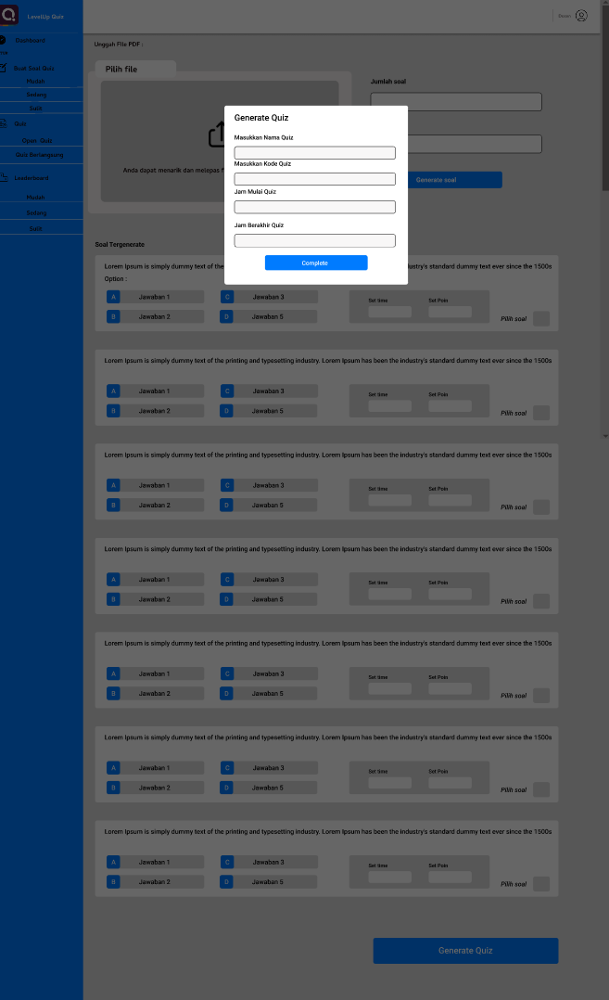 LevelUp Quiz
Dashboard
Buat Soal Quiz
Mudah
Sedang
Sulit
Quiz
Open Quiz
Quiz Berlangsung
Leaderboard
Mudah
Sedang
Sulit
Unggah File PDF :
Pilih file
Anda dapat menarik dan melepas f
Jumlah soal
Generate soal
Generate Quiz
Masukkan Nama Quiz
Masukkan Kode Quiz
Jam Mulai Quiz
Jam Berakhir Quiz
Complete
Soal Tergenerate
Lorem Ipsum is simply dummy text of the industry's standard dummy text ever since the 1500s
Option :
A Jawaban 1 C Jawaban 3
B Jawaban 2 D Jawaban 5
Set time Set Poin
Pilih soal
Lorem Ipsum is simply dummy text of the printing and typesetting industry. Lorem Ipsum has been the industry's standard dummy text ever since the 1500s
A Jawaban 1 C Jawaban 3
B Jawaban 2 D Jawaban 5
Set time Set Poin
Pilih soal
Lorem Ipsum is simply dummy text of the printing and typesetting industry. Lorem Ipsum has been the industry's standard dummy text ever since the 1500s
A Jawaban 1 C Jawaban 3
B Jawaban 2 D Jawaban 5
Set time Set Poin
Pilih soal
Lorem Ipsum is simply dummy text of the printing and typesetting industry. Lorem Ipsum has been the industry's standard dummy text ever since the 1500s
A Jawaban 1 C Jawaban 3
B Jawaban 2 D Jawaban 5
Set time Set Poin
Pilih soal
Lorem Ipsum is simply dummy text of the printing and typesetting industry. Lorem Ipsum has been the industry's standard dummy text ever since the 1500s
A Jawaban 1 C Jawaban 3
B Jawaban 2 D Jawaban 5
Set time Set Poin
Pilih soal
Lorem Ipsum is simply dummy text of the printing and typesetting industry. Lorem Ipsum has been the industry's standard dummy text ever since the 1500s
A Jawaban 1 C Jawaban 3
B Jawaban 2 D Jawaban 5
Set time Set Poin
Pilih soal
Lorem Ipsum is simply dummy text of the printing and typesetting industry. Lorem Ipsum has been the industry's standard dummy text ever since the 1500s
A Jawaban 1 C Jawaban 3
B Jawaban 2 D Jawaban 5
Set time Set Poin
Pilih soal
Generate Quiz